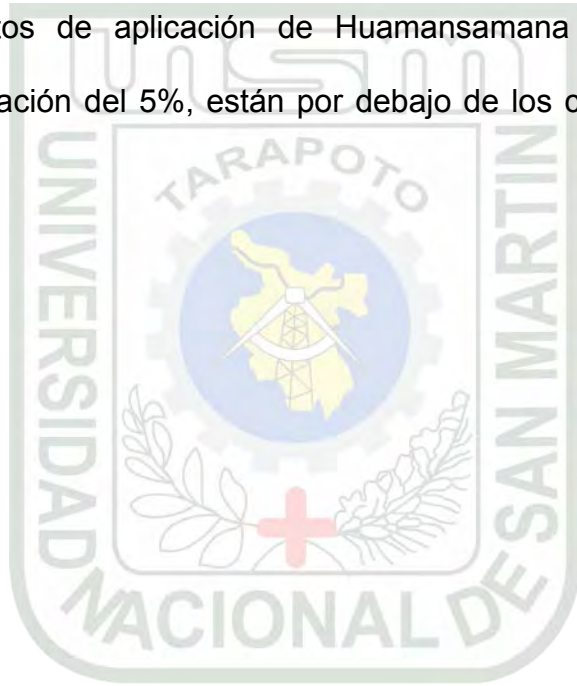 tos de aplicación de Huamansamana
ación del 5%, están por debajo de los
UNSM
TARAPOTO
UNIVERSIDAD
NACIONAL DE
SAN MARTIN